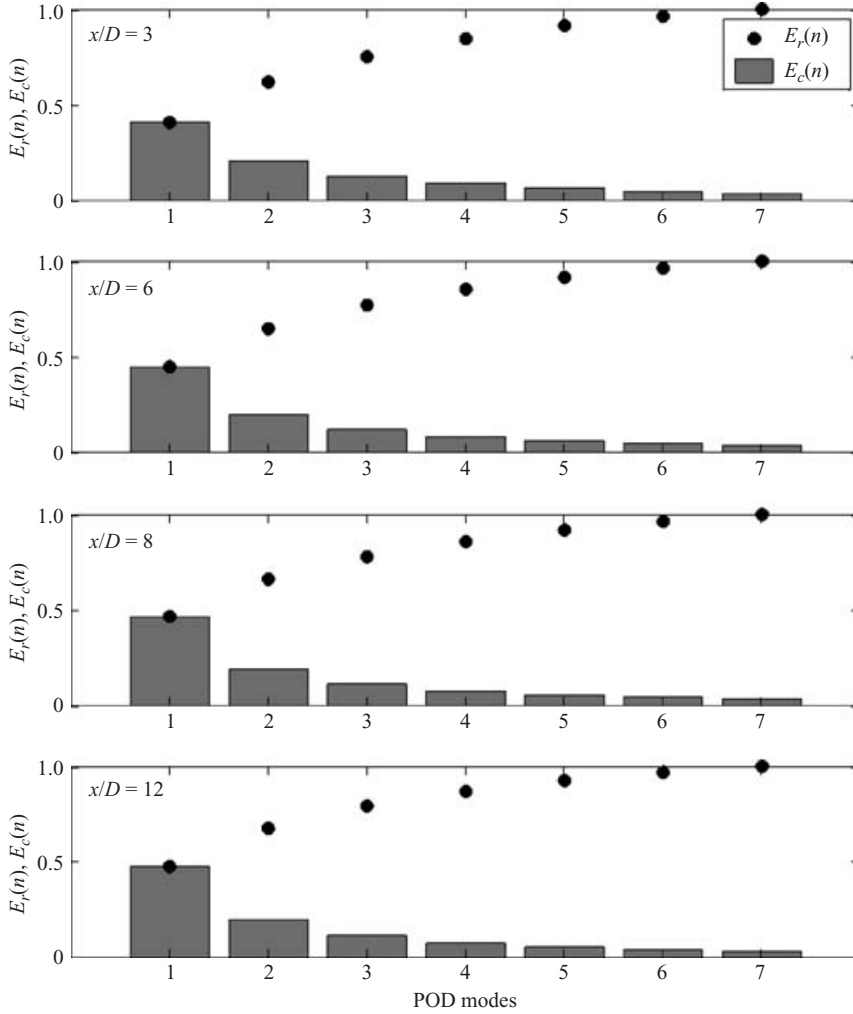 1.0
x/D = 3
E_r(n)
E_c(n)
E_r(n), E_c(n)
0.5
0
1 2 3 4 5 6 7
1.0
x/D = 6
E_r(n), E_c(n)
0.5
0
1 2 3 4 5 6 7
1.0
x/D = 8
E_r(n), E_c(n)
0.5
0
1 2 3 4 5 6 7
1.0
x/D = 12
E_r(n), E_c(n)
0.5
0
1 2 3 4 5 6 7
POD modes